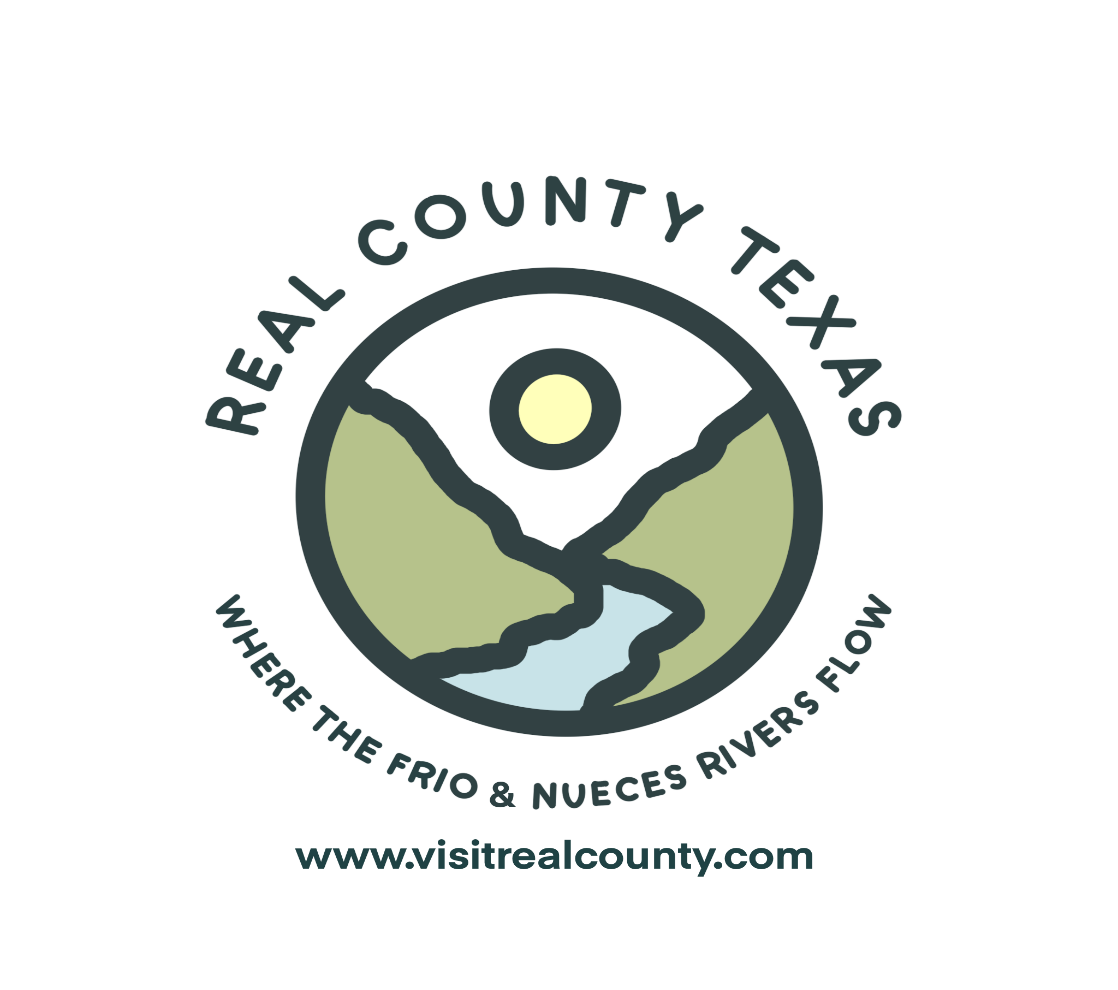 REAL COUNTY TEXAS
WHERE THE FRIO & NUECES RIVERS FLOW
www.visitrealcounty.com